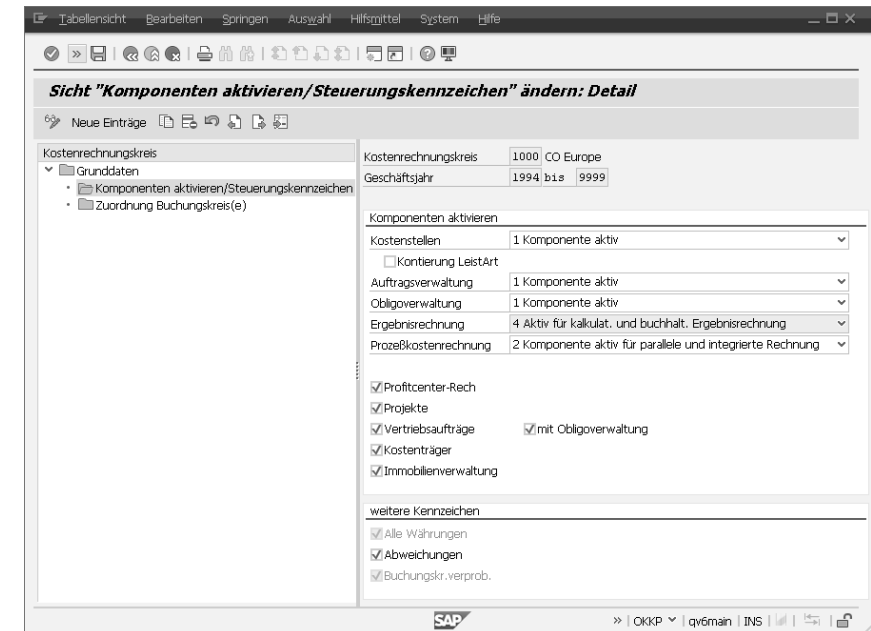 Tabellensicht Bearbeiten Springen Auswahl Hilfsmittel System Hilfe
Sicht "Komponenten aktivieren/Steuerungskennzeichen" ändern: Detail
Neue Einträge
Kostenrechnungskreis
Grunddaten
Komponenten aktivieren/Steuerungskennzeichen
Zuordnung Buchungskreis(e)
Kostenrechnungskreis 1000 CO Europe
Geschäftsjahr 1994 bis 9999
Komponenten aktivieren
Kostenstellen 1 Komponente aktiv
Kontierung LeistArt
Auftragsverwaltung 1 Komponente aktiv
Obligoverwaltung 1 Komponente aktiv
Ergebnisrechnung 4 Aktiv für kalkulat. und buchhalt. Ergebnisrechnung
Prozeßkostenrechnung 2 Komponente aktiv für parallele und integrierte Rechnung
Profitcenter-Rech
Projekte
Vertriebsaufträge mit Obligoverwaltung
Kostenträger
Immobilienverwaltung
weitere Kennzeichen
Alle Währungen
Abweichungen
Buchungskr.verprob.
SAP » | OKKP | qv6main | INS |